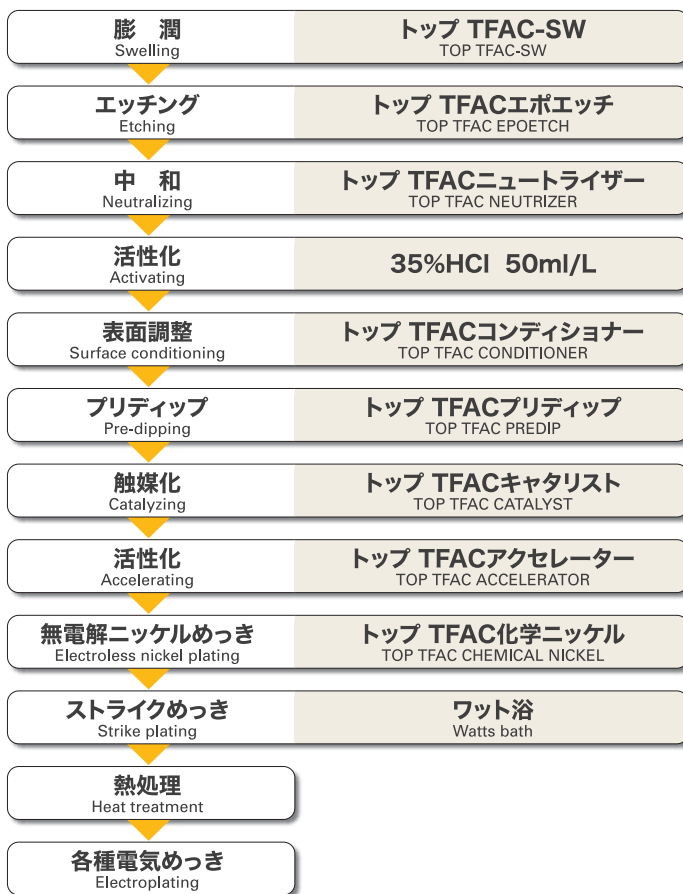 膨　潤
Swelling
トップ TFAC-SW
TOP TFAC-SW
エッチング
Etching
トップ TFACエポエッチ
TOP TFAC EPOETCH
中　和
Neutralizing
トップ TFACニュートライザー
TOP TFAC NEUTRIZER
活性化
Activating
35%HCl 50ml/L
表面調整
Surface conditioning
トップ TFACコンディショナー
TOP TFAC CONDITIONER
プリディップ
Pre-dipping
トップ TFACプリディップ
TOP TFAC PREDIP
触媒化
Catalyzing
トップ TFACキャタリスト
TOP TFAC CATALYST
活性化
Accelerating
トップ TFACアクセレーター
TOP TFAC ACCELERATOR
無電解ニッケルめっき
Electroless nickel plating
トップ TFAC化学ニッケル
TOP TFAC CHEMICAL NICKEL
ストライクめっき
Strike plating
ワット浴
Watts bath
熱処理
Heat treatment
各種電気めっき
Electroplating